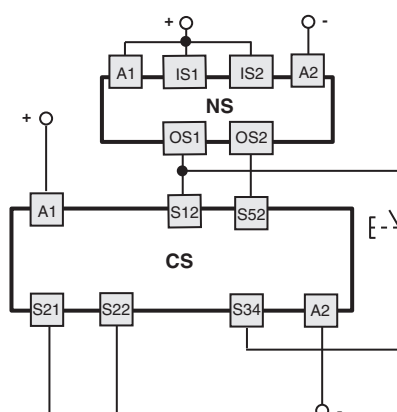 + -
A1 IS1 IS2 A2
NS
OS1 OS2
+
A1 S12 S52
CS
S21 S22 S34 A2
-